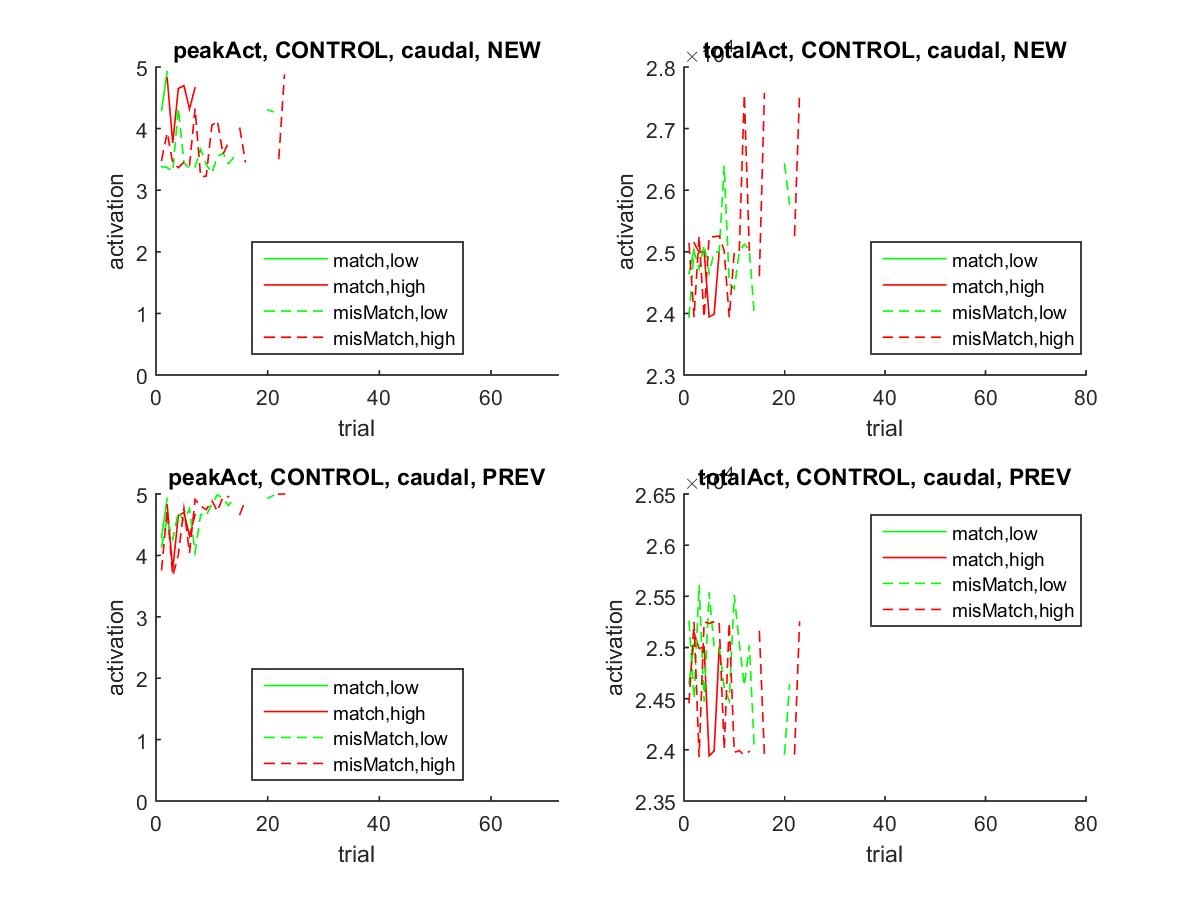 peakAct, CONTROL, caudal, NEW
5
4
3
2
1
0
activation
0 20 40 60
trial
match,low
match,high
misMatch,low
misMatch,high
totalAct, CONTROL, caudal, NEW
2.8
2.7
2.6
2.5
2.4
2.3
activation
0 20 40 60 80
trial
match,low
match,high
misMatch,low
misMatch,high
peakAct, CONTROL, caudal, PREV
5
4
3
2
1
0
activation
0 20 40 60
trial
match,low
match,high
misMatch,low
misMatch,high
totalAct, CONTROL, caudal, PREV
2.65
2.6
2.55
2.5
2.45
2.4
2.35
activation
0 20 40 60 80
trial
match,low
match,high
misMatch,low
misMatch,high